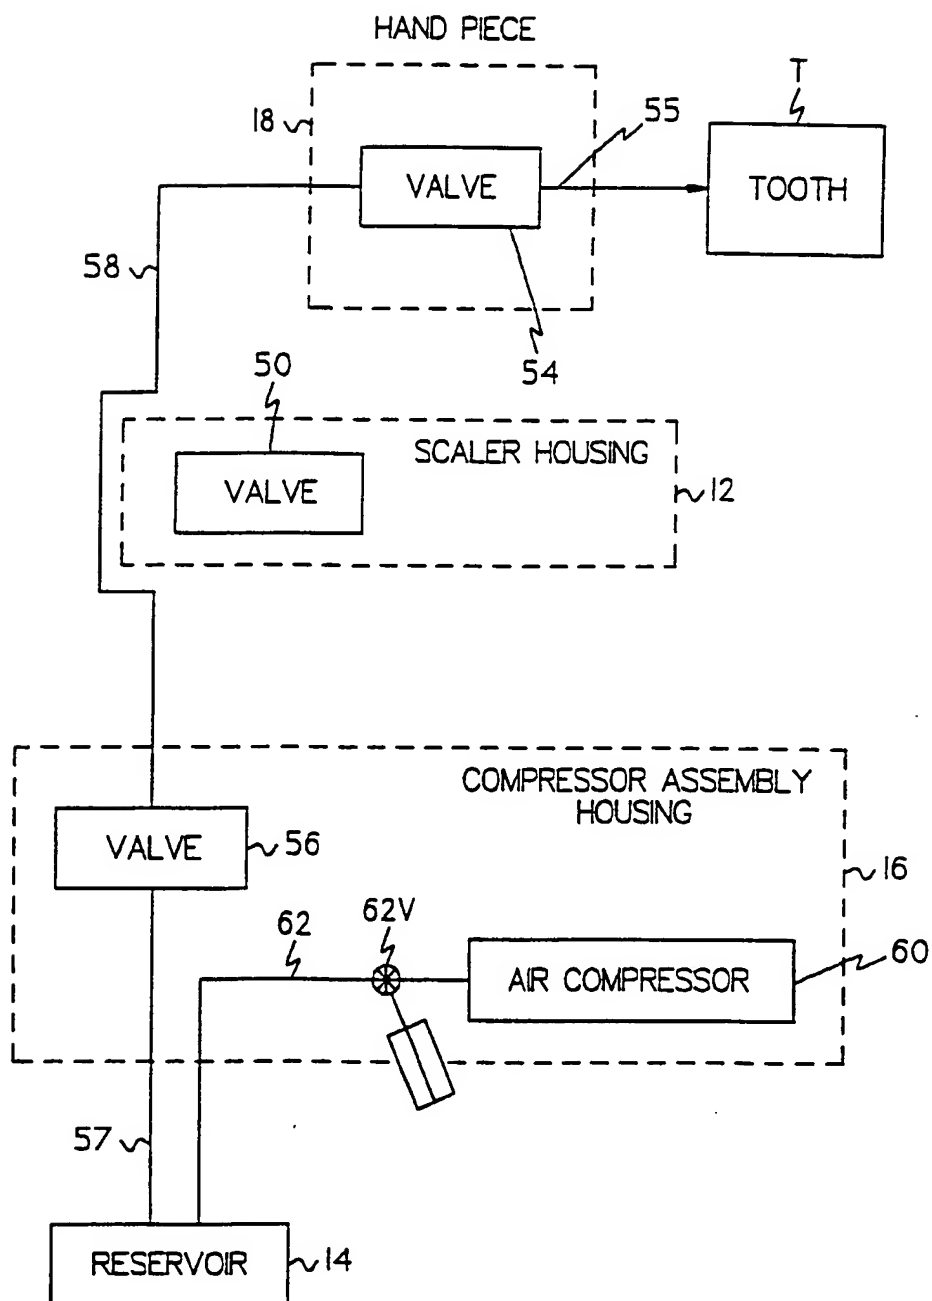 HAND PIECE
T
18
55
VALVE
TOOTH
58
54
50
SCALER HOUSING
VALVE
12
COMPRESSOR ASSEMBLY
HOUSING
VALVE
56
16
62
62V
AIR COMPRESSOR
60
57
RESERVOIR
14